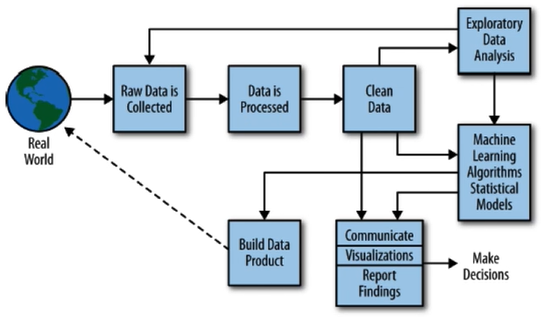 Exploratory
Data
Analysis
Raw Data is
Collected
Data is
Processed
Clean
Data
Real
World
Machine
Learning
Algorithms
Statistical
Models
Build Data
Product
Communicate
Visualizations
Report
Findings
Make
Decisions